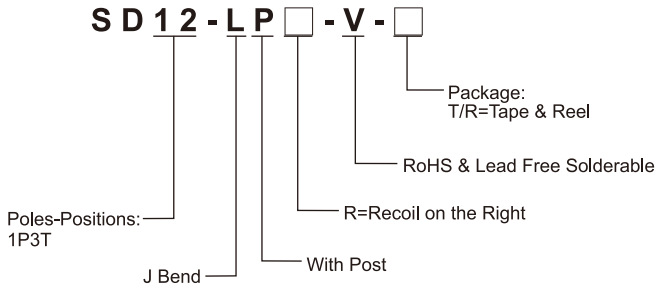 SD12-LP□-V-□
Package:
T/R=Tape & Reel
RoHS & Lead Free Solderable
R=Recoil on the Right
Poles-Positions:
1P3T
With Post
J Bend